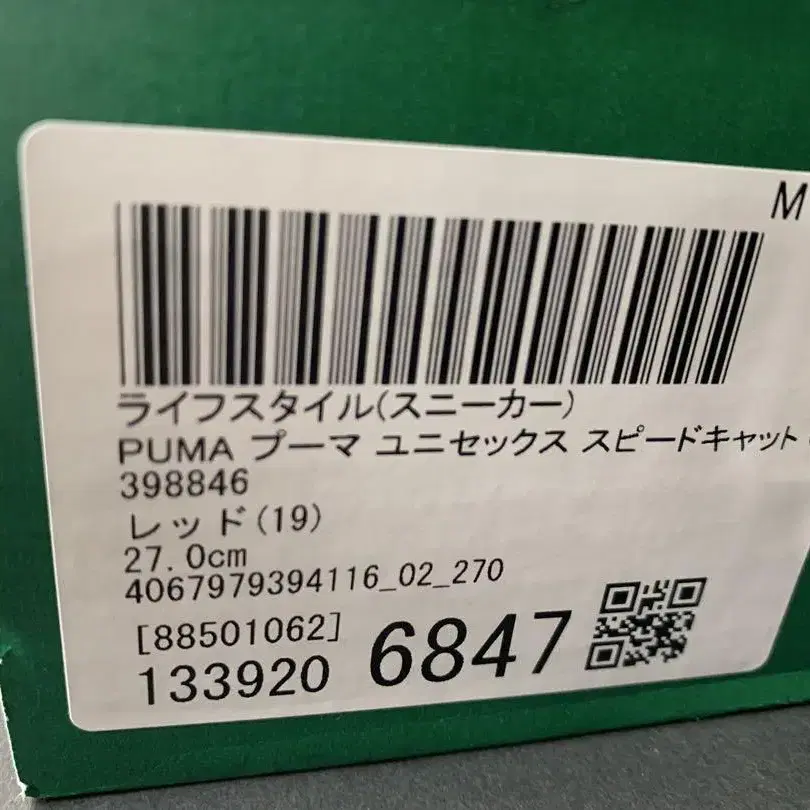 M
ライフスタイル(スニーカー)
PUMA プーマ ユニセックス スピードキャット
398846
レッド(19)
27.0cm
4067979394116_02_270
[88501062]
133920 6847